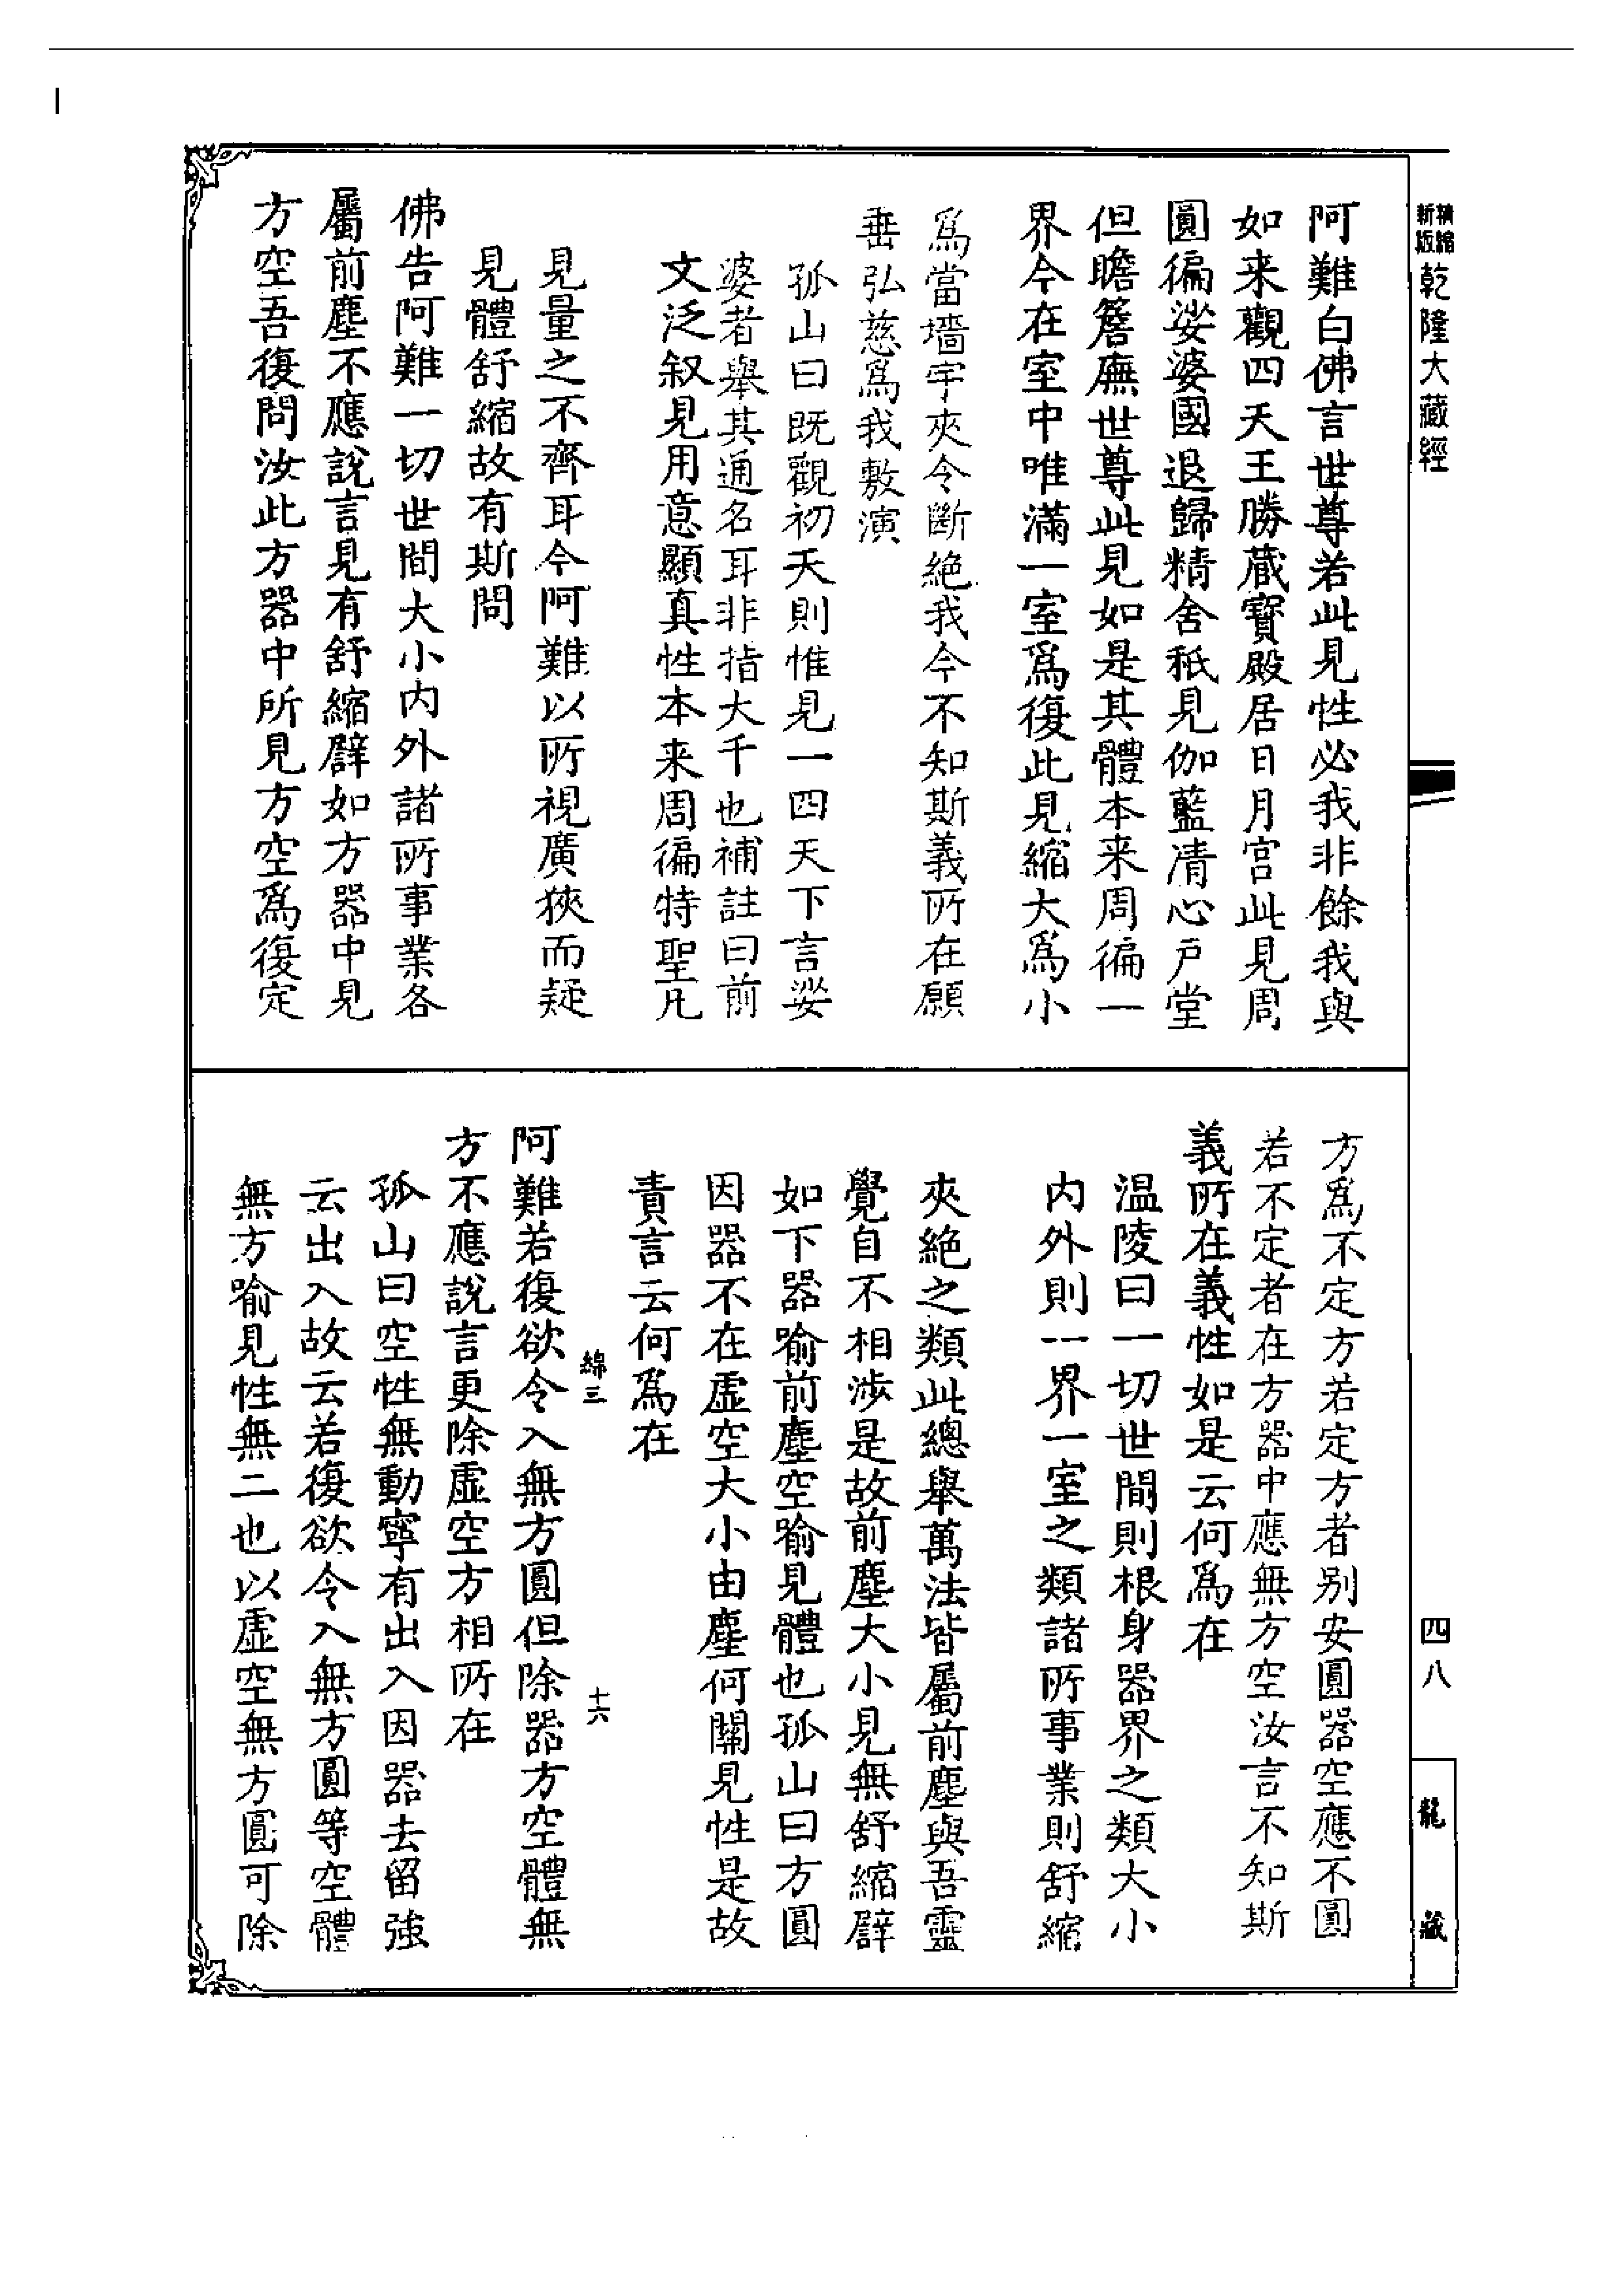 新版精縮
乾隆大藏經
阿難白佛言世尊若此見性必我非餘我與
如来觀四天王勝藏寶殿居日月宮此見周
圓徧娑婆國退歸精舍秖見伽藍清心戶堂
但瞻簷廡世尊此見如是其體本来周徧一
界今在室中唯滿一室爲復此見縮大爲小
爲當墻宇夾令斷絕我今不知斯義所在願
垂弘慈爲我敷演
孤山曰既觀初天則惟見一四天下言娑
婆者舉其通名耳非指大千也補註曰前
文泛叙見用意顯真性本来周徧特聖凡
見量之不齊耳今阿難以所視廣狹而疑
見體舒縮故有斯問
佛告阿難一切世間大小内外諸所事業各
屬前塵不應說言見有舒縮辟如方器中見
方空吾復問汝此方器中所見方空爲復定
方爲不定方若定方者别安圓器空應不圓
若不定者在方器中應無方空汝言不知斯
義所在義性如是云何爲在
温陵曰一切世間則根身器界之類大小
内外則一界一室之類諸所事業則舒縮
夾絕之類此總舉萬法皆屬前塵與吾靈
覺自不相涉是故前塵大小見無舒縮辟
如下器喻前塵空喻見體也孤山曰方圓
因器不在虛空大小由塵何關見性是故
責言云何爲在
綿三
十六
阿難若復欲令入無方圓但除器方空體無
方不應說言更除虛空方相所在
孤山曰空性無動寧有出入因器去留強
云出入故云若復欲令入無方圓等空體
無方喻見性無二也以虛空無方圓可除
四八
龍藏